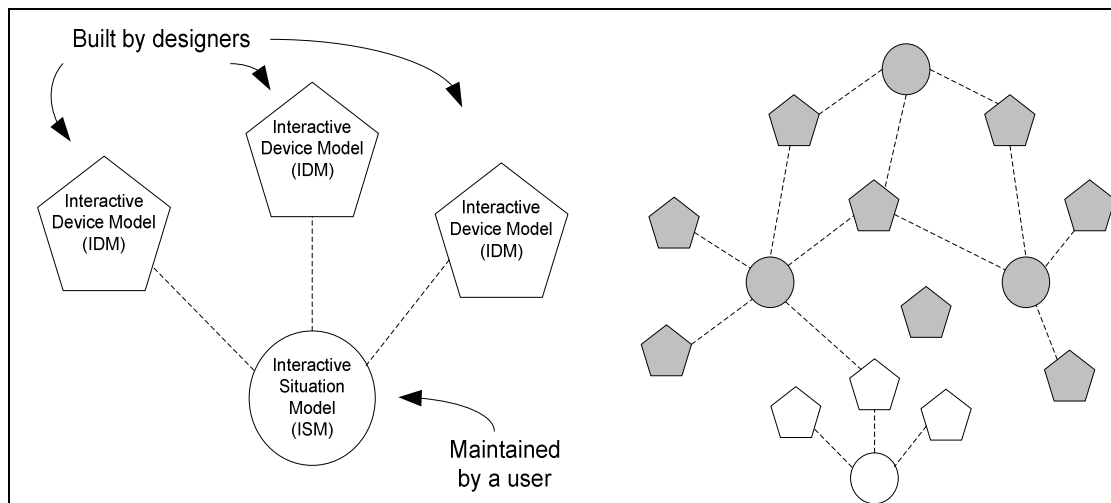 Built by designers
Interactive
Device Model
(IDM)
Interactive
Device Model
(IDM)
Interactive
Device Model
(IDM)
Interactive
Situation
Model
(ISM)
Maintained
by a user